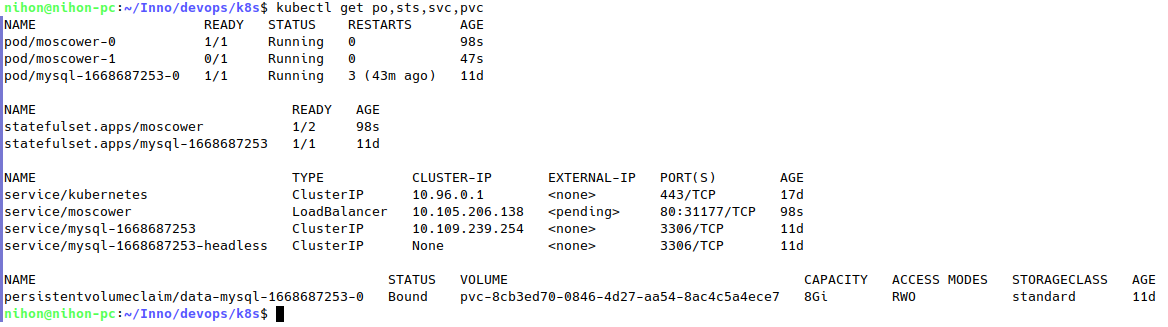 nihon@nihon-pc:~/Inno/devops/k8s$ kubectl get po,sts,svc,pvc
NAME                     READY   STATUS    RESTARTS      AGE
pod/moscower-0           1/1     Running   0             98s
pod/moscower-1           0/1     Running   0             47s
pod/mysql-1668687253-0   1/1     Running   3 (43m ago)   11d

NAME                                READY   AGE
statefulset.apps/moscower           1/2     98s
statefulset.apps/mysql-1668687253   1/1     11d

NAME                                TYPE           CLUSTER-IP       EXTERNAL-IP   PORT(S)        AGE
service/kubernetes                  ClusterIP      10.96.0.1        <none>        443/TCP        17d
service/moscower                    LoadBalancer   10.105.206.138   <pending>     80:31177/TCP   98s
service/mysql-1668687253            ClusterIP      10.109.239.254   <none>        3306/TCP       11d
service/mysql-1668687253-headless   ClusterIP      None             <none>        3306/TCP       11d

NAME                                            STATUS   VOLUME                                     CAPACITY   ACCESS MODES   STORAGECLASS   AGE
persistentvolumeclaim/data-mysql-1668687253-0   Bound    pvc-8cb3ed70-0846-4d27-aa54-8ac4c5a4ece7   8Gi        RWO            standard       11d
nihon@nihon-pc:~/Inno/devops/k8s$